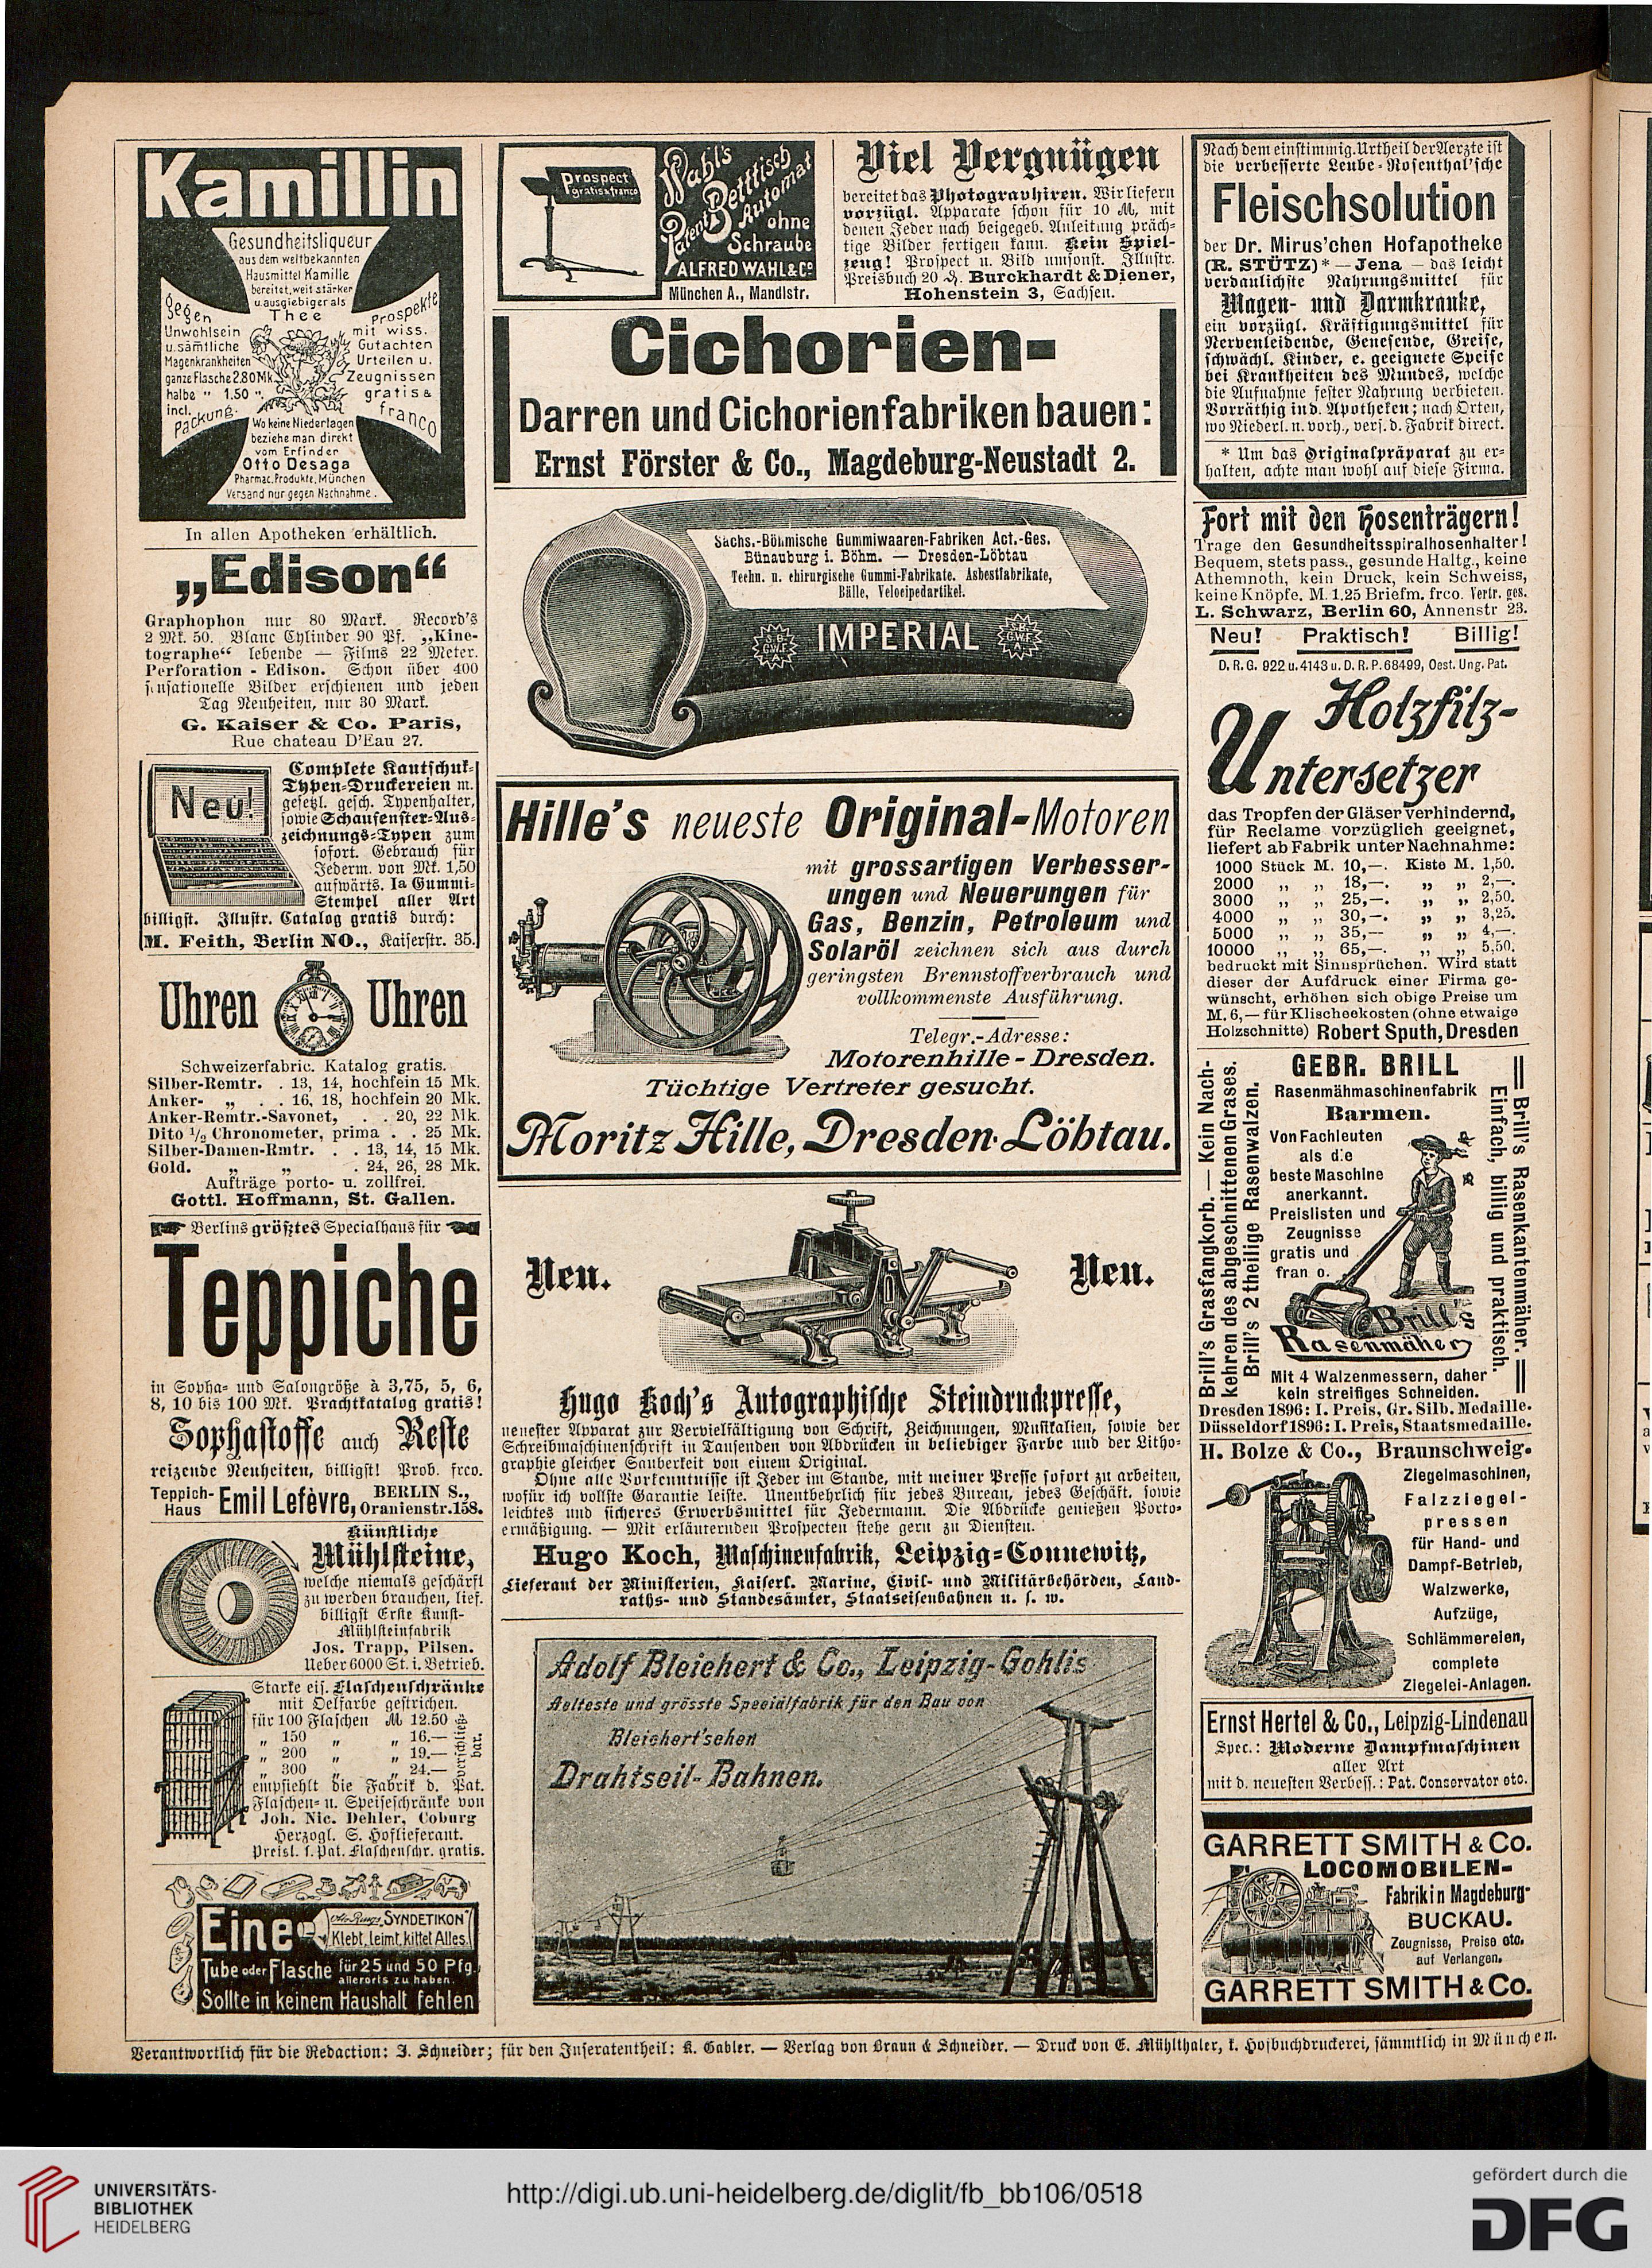 Kamillin
Gesundheitsliqueur
aus dem weltbekannten
Hausmittel Kamille
bereitet, weit stärker
u. ausgiebiger als
Thee
gegen
Unwohlsein
u. sämtliche
Magenkrankheiten
ganze Flasche 2.80 Mk.
halbe " 1.50 "
incl.
Packung.
Prospekte
mit wiss.
Gutachten
Urteilen u.
Zeugnissen
gratis &
franco
Wo keine Niederlagen
beziehe man direkt
vom Erfinder
Otto Desaga
Pharmac. Produkte, München
Versand nur gegen Nachnahme.
In allen Apotheken erhältlich.
„Edison“
Graphophon nur 80 Mark. Record's
2 Mk. 50. Blanc Cylinder 90 Pf. „Kine-
tographe“ lebende — Films 22 Meter.
Perforation - Edison. Schon über 400
sensationelle Bilder erschienen und jeden
Tag Neuheiten, nur 30 Mark.
G. Kaiser & Co. Paris,
Rue chateau D'Eau 27.
Neu!
Complete Kautschuk-
Typen-Druckereien m.
gesetzl. gesch. Typenhalter,
sowie Schaufenster-Aus-
zeichnungs-Typen zum
sofort. Gebrauch für
Jederm. von Mk. 1,50
aufwärts. Ia Gummi-
Stempel aller Art
billigst. Illustr. Catalog gratis durch:
M. Feith, Berlin NO., Kaiserstr. 35.
Uhren Uhren
Schweizerfabric. Katalog gratis.
Silber-Remtr. . 13, 14, hochfein 15 Mk.
Anker- „ . . 16, 18, hochfein 20 Mk.
Anker-Remtr.-Savonet, . . 20, 22 Mk.
Dito ½ Chronometer, prima . . 25 Mk.
Silber-Damen-Rmtr. . . 13, 14, 15 Mk.
Gold. „ „ . 24, 26, 28 Mk.
Aufträge porto- u. zollfrei.
Gottl. Hoffmann, St. Gallen.
Berlins größtes Specialhaus für
Teppiche
in Sopha- und Salongröße à 3,75, 5, 6,
8, 10 bis 100 Mk. Prachtkatalog gratis!
Sophastoffe auch Reste
reizende Neuheiten, billigst! Prob. frco.
Teppich-Haus Emil Lefèvre, BERLIN S., Oranienstr. 158.
Künstliche
Mühlsteine,
welche niemals geschärft
zu werden brauchen, lief.
billigst Erste Kunst-
Mühlsteinfabrik
Jos. Trapp, Pilsen.
Ueber 6000 St. i. Betrieb.
Starke eis. Flaschenschränke
mit Oelfarbe gestrichen.
für 100 Flaschen M 12.50
„ 150 „ „ 16.—
„ 200 „ „ 19.—
„ 300 „ „ 24.—
verschließbar.
empfiehlt die Fabrik d. Pat.
Flaschen- u. Speiseschränke von
Joh. Nic. Dehler, Coburg
Herzogl. S. Hoflieferant.
Preisl. f. Pat. Flaschenschr. gratis.
Eine
Otto Ring's SYNDETIKON
Klebt, leimt, kittet Alles
Tube oder Flasche für 25 und 50 Pfg.
allerorts zu haben.
Sollte in keinem Haushalt fehlen
Prospect
gratis & franco
Wahl's
Patent Betttisch
Automat
ohne
Schraube
ALFRED WAHL & Co
München A., Mandlstr.
Viel Vergnügen
bereitet das Photographiren. Wir liefern
vorzügl. Apparate schon für 10 M, mit
denen Jeder nach beigegeb. Anleitung präch-
tige Bilder fertigen kann. Kein Spiel-
zeug! Prospect u. Bild umsonst. Illustr.
Preisbuch 20 ₰. Burckhardt & Diener,
Hohenstein 3, Sachsen.
Cichorien-
Darren und Cichorienfabriken bauen:
Ernst Förster & Co., Magdeburg-Neustadt 2.
Sächs.-Böhmische Gummiwaaren-Fabriken Act.-Ges.
Bünauburg i. Böhm. — Dresden-Löbtau
Techn. u. chirurgische Gummi-Fabrikate. Asbestfabrikate,
Bälle, Velocipedartikel.
S.B.
G.W.F.
A.
IMPERIAL
S.B.
G.W.F.
A.
Hille's neueste Original-Motoren
mit grossartigen Verbesser-
ungen und Neuerungen für
Gas, Benzin, Petroleum und
Solaröl zeichnen sich aus durch
geringsten Brennstoffverbrauch und
vollkommenste Ausführung.
Telegr.-Adresse:
Motorenhille - Dresden.
Tüchtige Vertreter gesucht.
Moritz Hille, Dresden-Löbtau.
Neu. Neu.
Hugo Koch's Autographische Steindruckpresse,
neuester Apparat zur Vervielfältigung von Schrift, Zeichnungen, Musikalien, sowie der
Schreibmaschinenschrift in Tausenden von Abdrücken in beliebiger Farbe und der Litho-
graphie gleicher Sauberkeit von einem Original.
Ohne alle Vorkenntnisse ist Jeder im Stande, mit meiner Presse sofort zu arbeiten,
wofür ich vollste Garantie leiste. Unentbehrlich für jedes Bureau, jedes Geschäft, sowie
leichtes und sicheres Erwerbsmittel für Jedermann. Die Abdrücke genießen Porto-
ermäßigung. — Mit erläuternden Prospecten stehe gern zu Diensten.
Hugo Koch, Maschinenfabrik, Leipzig-Connewitz,
Lieferant der Ministerien, Kaiserl. Marine, Civil- und Militärbehörden, Land-
raths- und Standesämter, Staatseisenbahnen u. s. w.
Adolf Bleichert & Co., Leipzig-Gohlis
Aelteste und grösste Specialfabrik für den Bau von
Bleichert'schen
Drahtseil-Bahnen.
Nach dem einstimmig. Urtheil der Aerzte ist
die verbesserte Leube-Rosenthal'sche
Fleischsolution
der Dr. Mirus'chen Hofapotheke
(R. STÜTZ)* — Jena — das leicht
verdaulichste Nahrungsmittel für
Magen- und Darmkranke,
ein vorzügl. Kräftigungsmittel für
Nervenleidende, Genesende, Greise,
schwächl. Kinder, e. geeignete Speise
bei Krankheiten des Mundes, welche
die Aufnahme fester Nahrung verbieten.
Vorräthig in d. Apotheken; nach Orten,
wo Niederl. n. vorh., vers. d. Fabrik direct.
* Um das Originalpräparat zu er-
halten, achte man wohl auf diese Firma.
Fort mit den Hosenträgern!
Trage den Gesundheitsspiralhosenhalter!
Bequem, stets pass., gesunde Haltg., keine
Athemnoth, kein Druck, kein Schweiss,
keine Knöpfe. M. 1.25 Briefm. frco. Vertr. ges.
L. Schwarz, Berlin 60, Annenstr 23.
Neu! Praktisch! Billig!
D. R. G. 922 u. 4143 u. D. R. P. 68499, Oest. Ung. Pat.
Holzfilz-
Untersetzer
das Tropfen der Gläser verhindernd,
für Reclame vorzüglich geeignet,
liefert ab Fabrik unter Nachnahme:
1000 Stück M. 10,—. Kiste M. 1,50.
2000 „ „ 18,—. „ „ 2,—.
3000 „ „ 25,—. „ „ 2,50.
4000 „ „ 30,—. „ „ 3,25.
5000 „ „ 35,— „ „ 4,—.
10000 „ „ 65,—. „ „ 5,50.
bedruckt mit Sinnsprüchen. Wird statt
dieser der Aufdruck einer Firma ge-
wünscht, erhöhen sich obige Preise um
M. 6,— für Klischeekosten (ohne etwaige
Holzschnitte) Robert Sputh, Dresden
Brill's Grasfangkorb. — Kein Nach-
kehren des abgeschnittenen Grases.
Brill's 2 theilige Rasenwalzen.
GEBR. BRILL
Rasenmähmaschinenfabrik
Barmen.
Von Fachleuten
als die
beste Maschine
anerkannt.
Preislisten und
Zeugnisse
gratis und
fran o.
Brill's
Rasenmäher
Brill's Rasenkantenmäher.
Einfach, billig und praktisch.
Mit 4 Walzenmessern, daher
kein streifiges Schneiden.
Dresden 1896: I. Preis, Gr. Silb. Medaille.
Düsseldorf 1896: I. Preis, Staatsmedaille.
H. Bolze & Co., Braunschweig.
Ziegelmaschinen,
Falzziegel-
pressen
für Hand- und
Dampf-Betrieb,
Walzwerke,
Aufzüge,
Schlämmereien,
complete
Ziegelei-Anlagen.
Ernst Hertel & Co., Leipzig-Lindenau
Spec.: Moderne Dampfmaschinen
aller Art
mit d. neuesten Verbess.: Pat. Conservator etc.
GARRETT SMITH & Co.
LOCOMOBILEN-
Fabrik in Magdeburg-
BUCKAU.
Zeugnisse, Preise etc.
auf Verlangen.
GARRETT SMITH & Co.
Verantwortlich für die Redaction: J. Schneider; für den Inseratentheil: K. Gabler. — Verlag von Braun & Schneider. — Druck von E. Mühlthaler, k. Hofbuchdruckerei, sämmtlich in München.
UNIVERSITÄTS-
BIBLIOTHEK
HEIDELBERG
http://digi.ub.uni-heidelberg.de/diglit/fb_bb106/0518
gefördert durch die
DFG